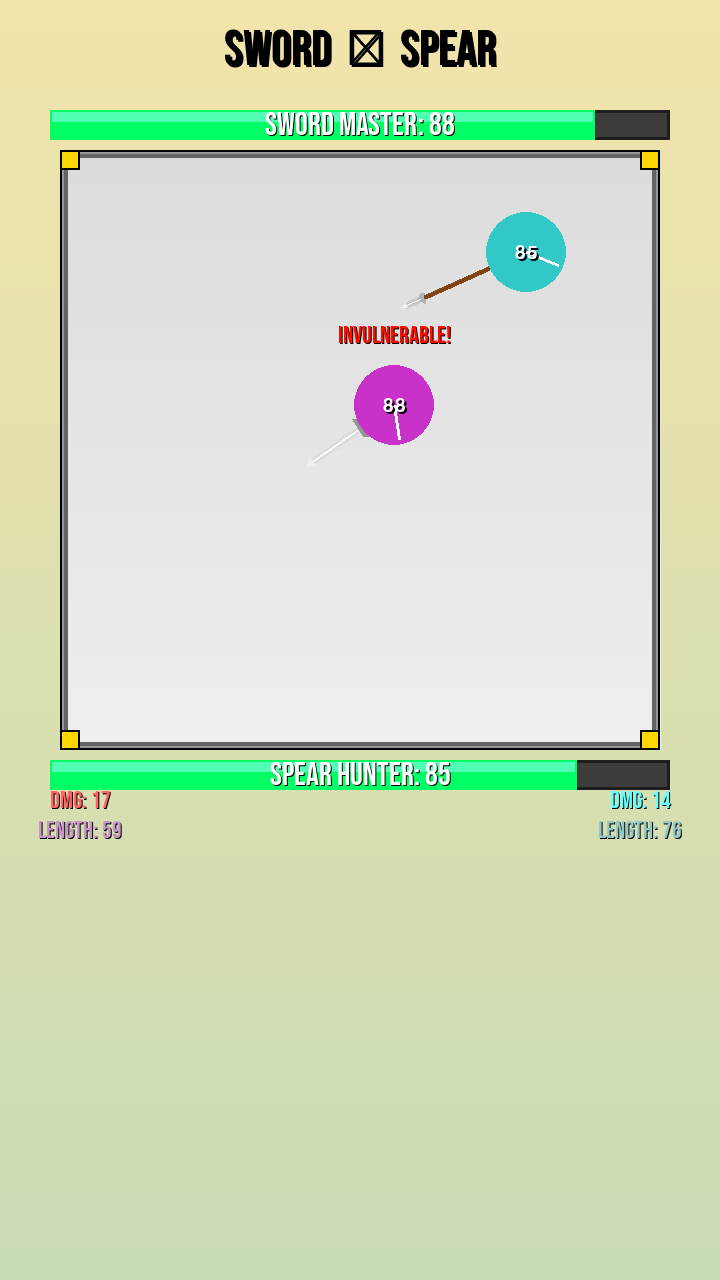 SWORD SPEAR
SWORD MASTER: 88
85
INVULNERABLE!
88
SPEAR HUNTER: 85
DMG: 17
DMG: 14
LENGTH: 59
LENGTH: 76